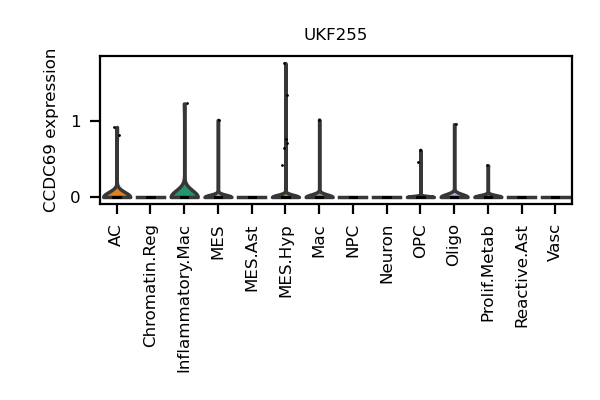 UKF255
CCDC69 expression
1
0
AC
Chromatin.Reg
Inflammatory.Mac
MES
MES.Ast
MES.Hyp
Mac
NPC
Neuron
OPC
Oligo
Prolif.Metab
Reactive.Ast
Vasc